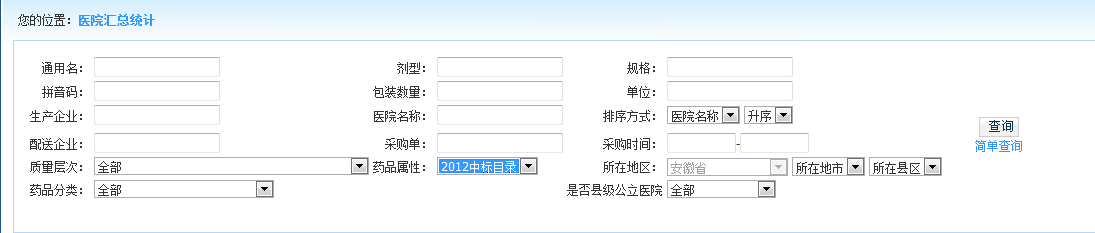 您的位置：医院汇总统计
通用名： 剂型： 规格：
拼音码： 包装数量： 单位：
生产企业： 医院名称： 排序方式： 医院名称 升序
查询
配送企业： 采购单： 采购时间： -
简单查询
质量层次： 全部 药品属性： 2012中标目录 所在地区： 安徽省 所在地市 所在县区
药品分类： 全部 是否县级公立医院 全部